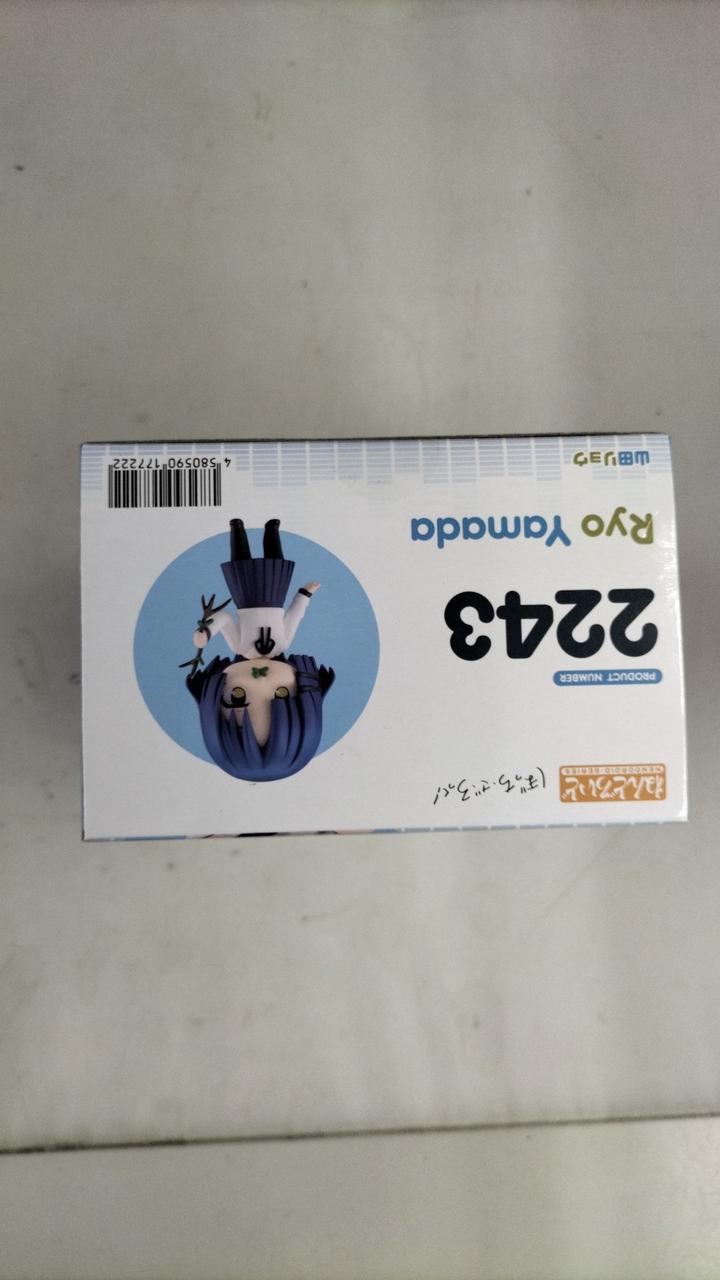 ねんどろいど
NENDOROID SERIES
ぼっち・ざ・ろっく!
PRODUCT NUMBER
2243
Ryo Yamada
山田リョウ
4 580590 177222